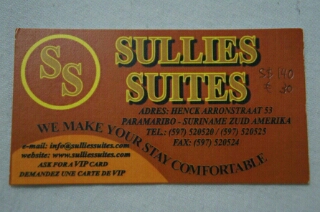 SS
SULLIES
SUITES
ADRES: HENCK ARRONSTRAAT 53
PARAMARIBO - SURINAME ZUID AMERIKA
TEL.: (597) 520520 / (597) 520525
FAX: (597) 520524
WE MAKE YOUR STAY COMFORTABLE
e-mail: info@sulliessuites.com
website: www.sulliessuites.com
ASK FOR A VIP CARD
DEMANDEZ UNE CARTE DE VIP